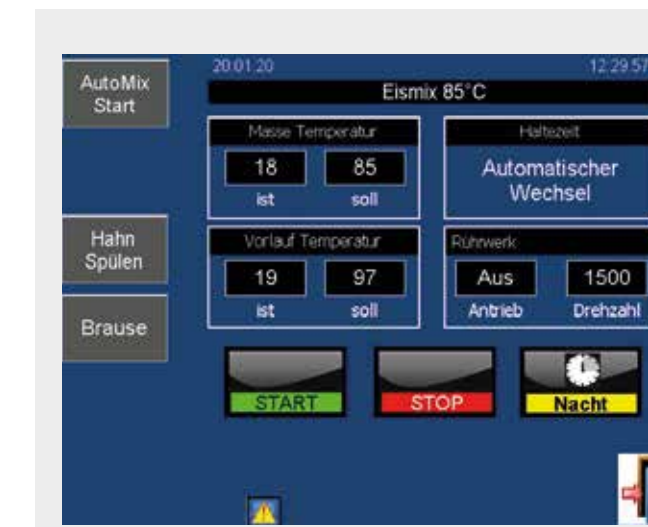 20.01.20 12:29:57
AutoMix
Start
Eismix 85°C
Masse Temperatur
18 85
ist soll
Haltezeit
Automatischer
Wechsel
Hahn
Spülen
Vorlauf Temperatur
19 97
ist soll
Rührwerk
Aus 1500
Antrieb Drehzahl
Brause
START STOP Nacht